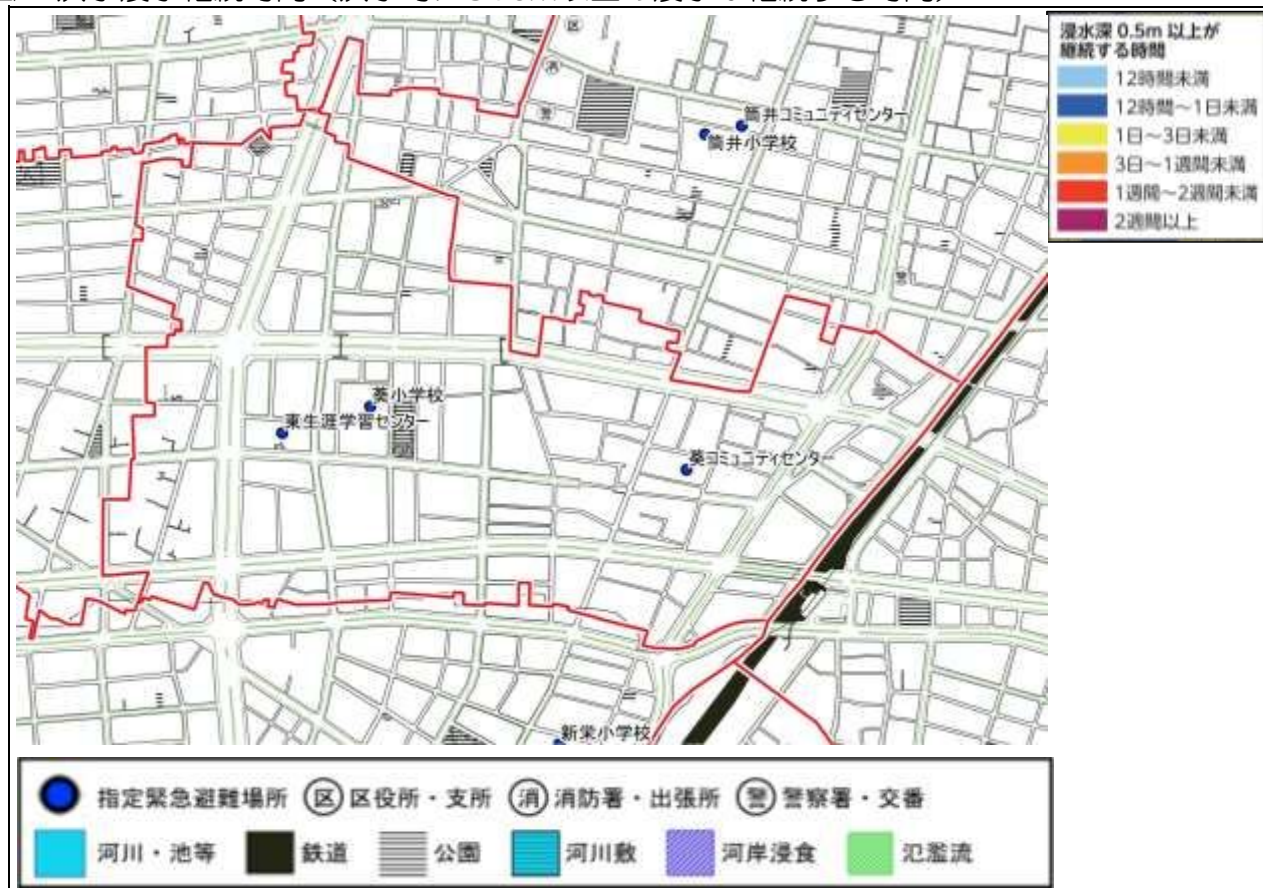 浸水深 0.5m 以上が
継続する時間
12時間未満
12時間～1日未満
1日～3日未満
3日～1週間未満
1週間～2週間未満
2週間以上
区
消
警
筒井コミュニティセンター
筒井小学校
葵小学校
東生涯学習センター
葵コミュニティセンター
新栄小学校
指定緊急避難場所 区 区役所・支所 消 消防署・出張所 警 警察署・交番
河川・池等 鉄道 公園 河川敷 河岸浸食 氾濫流